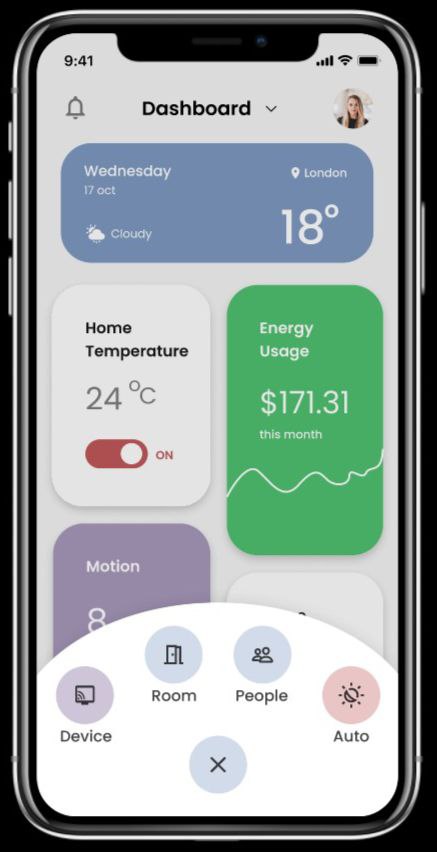 9:41
Dashboard
Wednesday
London
17 oct
18°
Cloudy
Home
Temperature
24 °C
ON
Energy
Usage
$171.31
this month
Motion
8
Room
People
Device
Auto